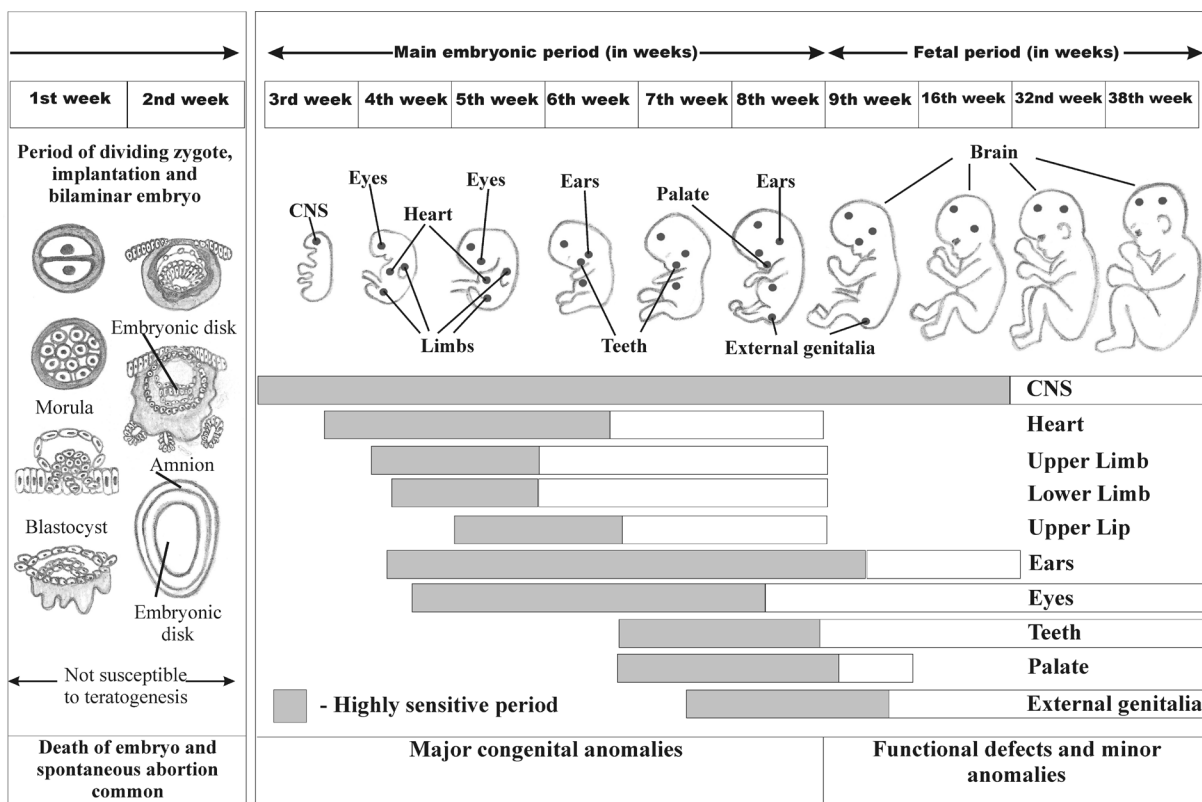 Main embryonic period (in weeks)
Fetal period (in weeks)
1st week
2nd week
3rd week
4th week
5th week
6th week
7th week
8th week
9th week
16th week
32nd week
38th week
Period of dividing zygote,
implantation and
bilaminar embryo
Embryonic disk
Morula
Amnion
Blastocyst
Embryonic
disk
Not susceptible
to teratogenesis
Death of embryo and
spontaneous abortion
common
CNS
Eyes
Heart
Eyes
Ears
Palate
Ears
Brain
Limbs
Teeth
External genitalia
CNS
Heart
Upper Limb
Lower Limb
Upper Lip
Ears
Eyes
Teeth
Palate
External genitalia
- Highly sensitive period
Major congenital anomalies
Functional defects and minor
anomalies